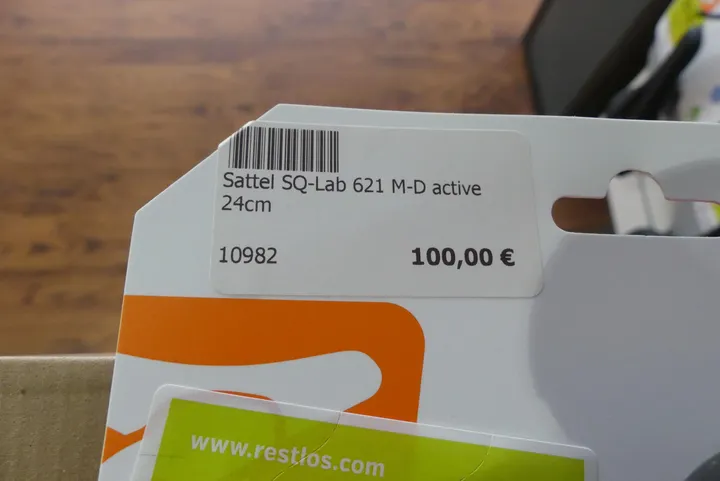 Sattel SQ-Lab 621 M-D active
24cm
10982 100,00 €
www.restlos.com